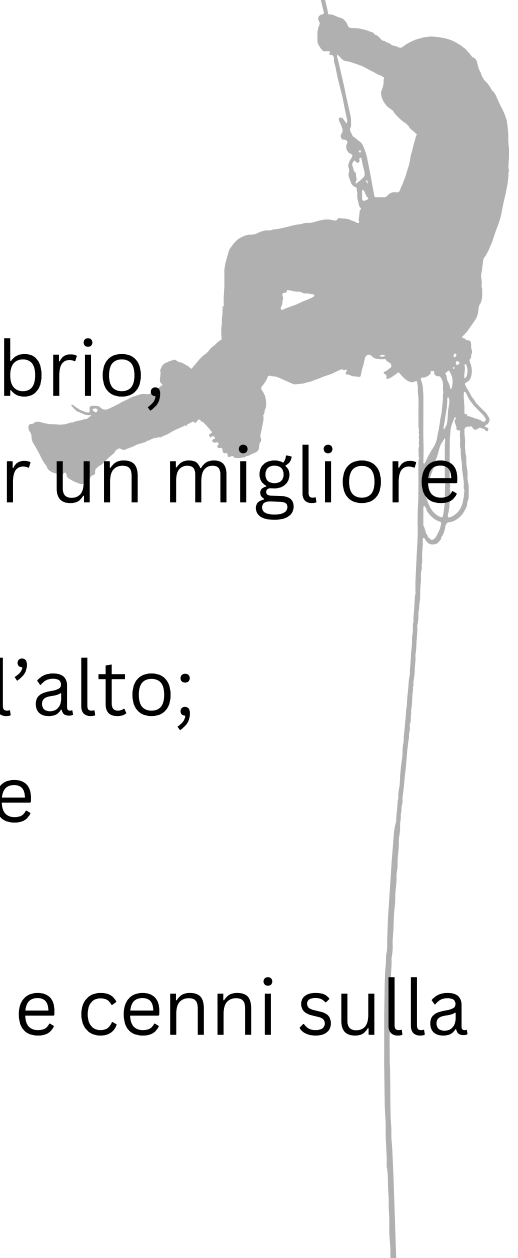 brio,
r un migliore
l’alto;
e
e cenni sulla